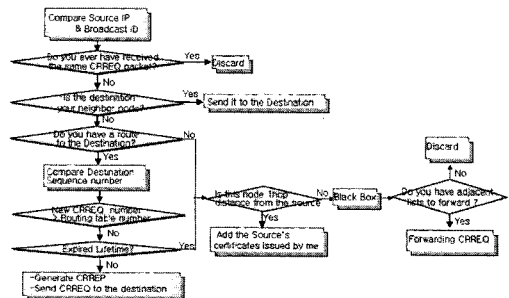 Compare Source IP
& Broadcast ID
Do you ever have received
the same CRREQ packet?
Yes
Discard
No
Is the destination
your neighbor node?
Yes
Send it to the Destination
No
Do you have a route
to the Destination?
No
Yes
Compare Destination
Sequence number
New CRREQ number
> Routing table number
No
Expired Lifetime?
Yes
No
-Generate CRREP
-Send CRREQ to the destination
Is this node 1hop
distance from the source
No
Yes
Add the Source's
certificates issued by me
Black Box
Discard
No
Do you have adjacent
lists to forward ?
Yes
Forwarding CRREQ